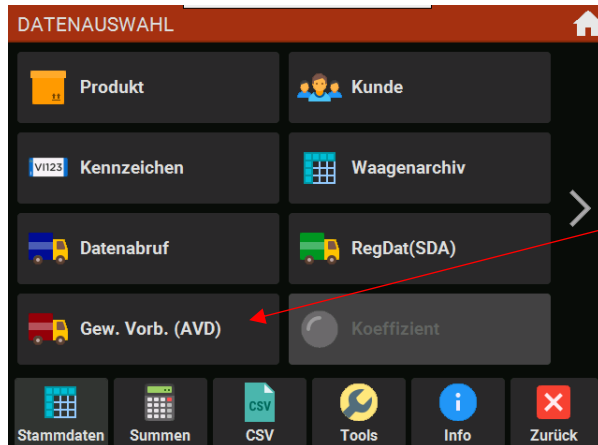 DATENAUSWAHL
Produkt
Kunde
VI123
Kennzeichen
Waagenarchiv
Datenabruf
RegDat(SDA)
Gew. Vorb. (AVD)
Koeffizient
CSV
Stammdaten
Summen
CSV
Tools
Info
Zurück